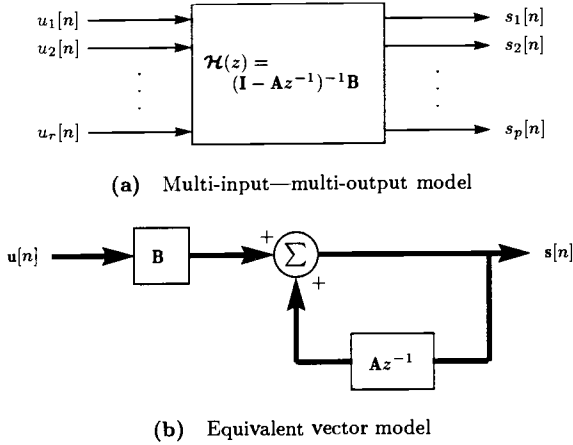 u₁[n] s₁[n]
u₂[n] s₂[n]
𝓗(z) =
(I − Az⁻¹)⁻¹B
uᵣ[n] sₚ[n]
(a) Multi-input—multi-output model
u[n] B + ∑ s[n]
+
Az⁻¹
(b) Equivalent vector model